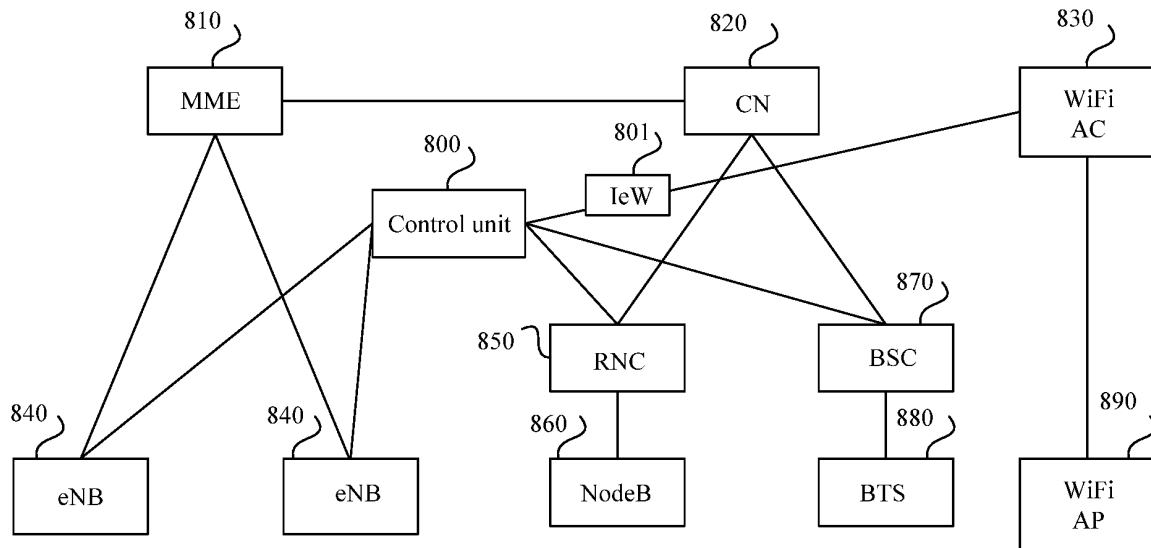 810
820
830
MME
CN
WiFi
AC
800
801
IeW
Control unit
870
850
RNC
BSC
840
840
860
880
890
eNB
eNB
NodeB
BTS
WiFi
AP